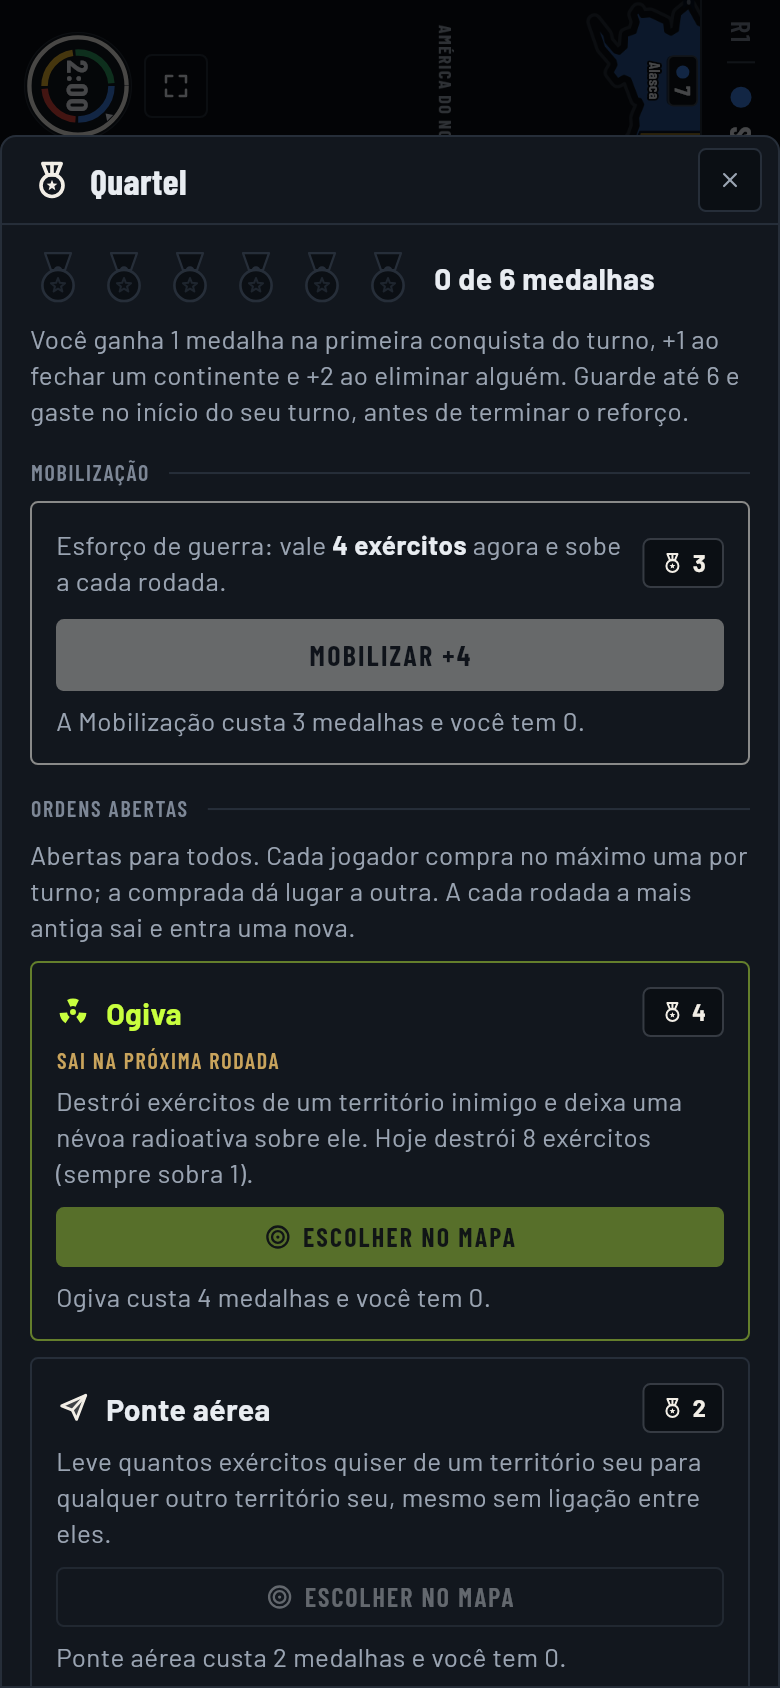 2:00
AMÉRICA DO NO
Alasca
7
R1
S
Quartel
0 de 6 medalhas
Você ganha 1 medalha na primeira conquista do turno, +1 ao
fechar um continente e +2 ao eliminar alguém. Guarde até 6 e
gaste no início do seu turno, antes de terminar o reforço.
MOBILIZAÇÃO
Esforço de guerra: vale 4 exércitos agora e sobe
a cada rodada.
3
MOBILIZAR +4
A Mobilização custa 3 medalhas e você tem 0.
ORDENS ABERTAS
Abertas para todos. Cada jogador compra no máximo uma por
turno; a comprada dá lugar a outra. A cada rodada a mais
antiga sai e entra uma nova.
Ogiva
4
SAI NA PRÓXIMA RODADA
Destrói exércitos de um território inimigo e deixa uma
névoa radioativa sobre ele. Hoje destrói 8 exércitos
(sempre sobra 1).
ESCOLHER NO MAPA
Ogiva custa 4 medalhas e você tem 0.
Ponte aérea
2
Leve quantos exércitos quiser de um território seu para
qualquer outro território seu, mesmo sem ligação entre
eles.
ESCOLHER NO MAPA
Ponte aérea custa 2 medalhas e você tem 0.